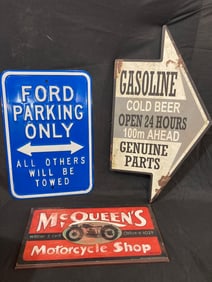 FORD
PARKING
ONLY
ALL OTHERS
WILL BE
TOWED
GASOLINE
COLD BEER
OPEN 24 HOURS
100m AHEAD
GENUINE
PARTS
McQUEEN'S
Motorcycle Shop